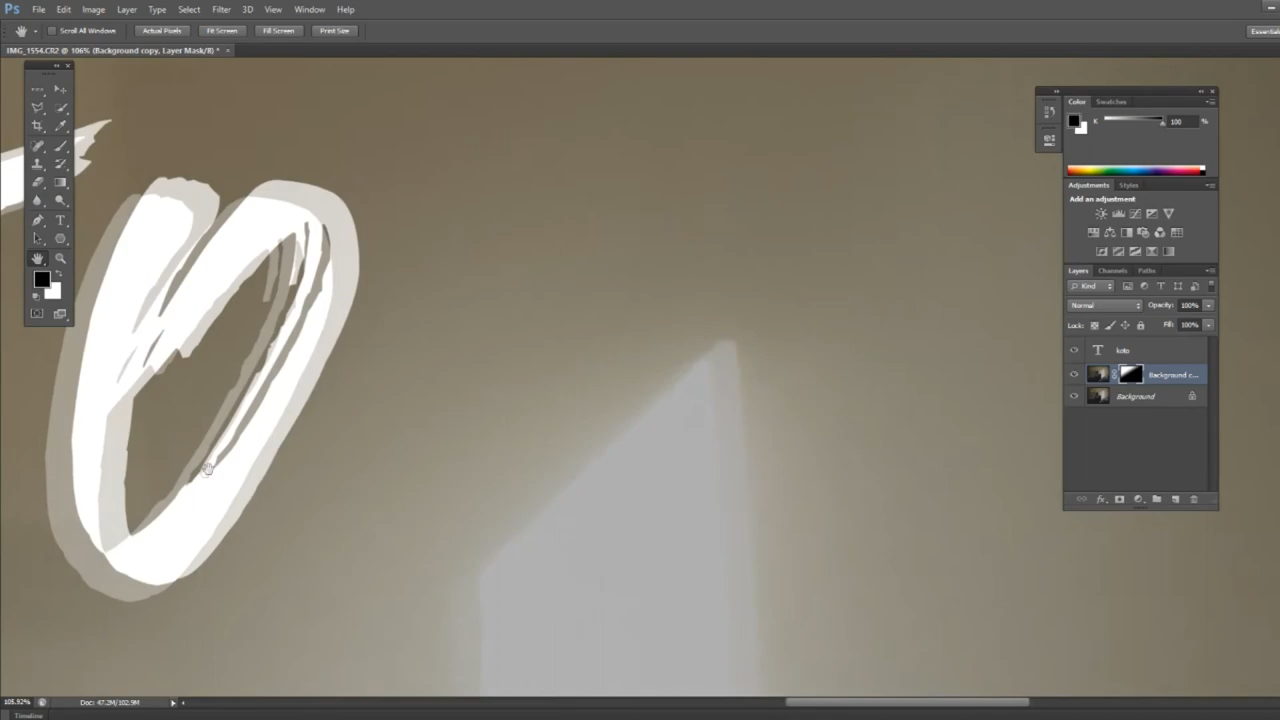 Ps File Edit Image Layer Type Select Filter 3D View Window Help
Scroll All Windows Actual Pixels Fit Screen Fill Screen Print Size
IMG_1554.CR2 @ 106% (Background copy, Layer Mask/8) * ×
Color Swatches
K 100 %
Adjustments Styles
Add an adjustment
Layers Channels Paths
Kind
Normal Opacity: 100%
Lock: Fill: 100%
T koto
Background c...
Background
105.92% Doc: 47.2M/102.9M
Timeline